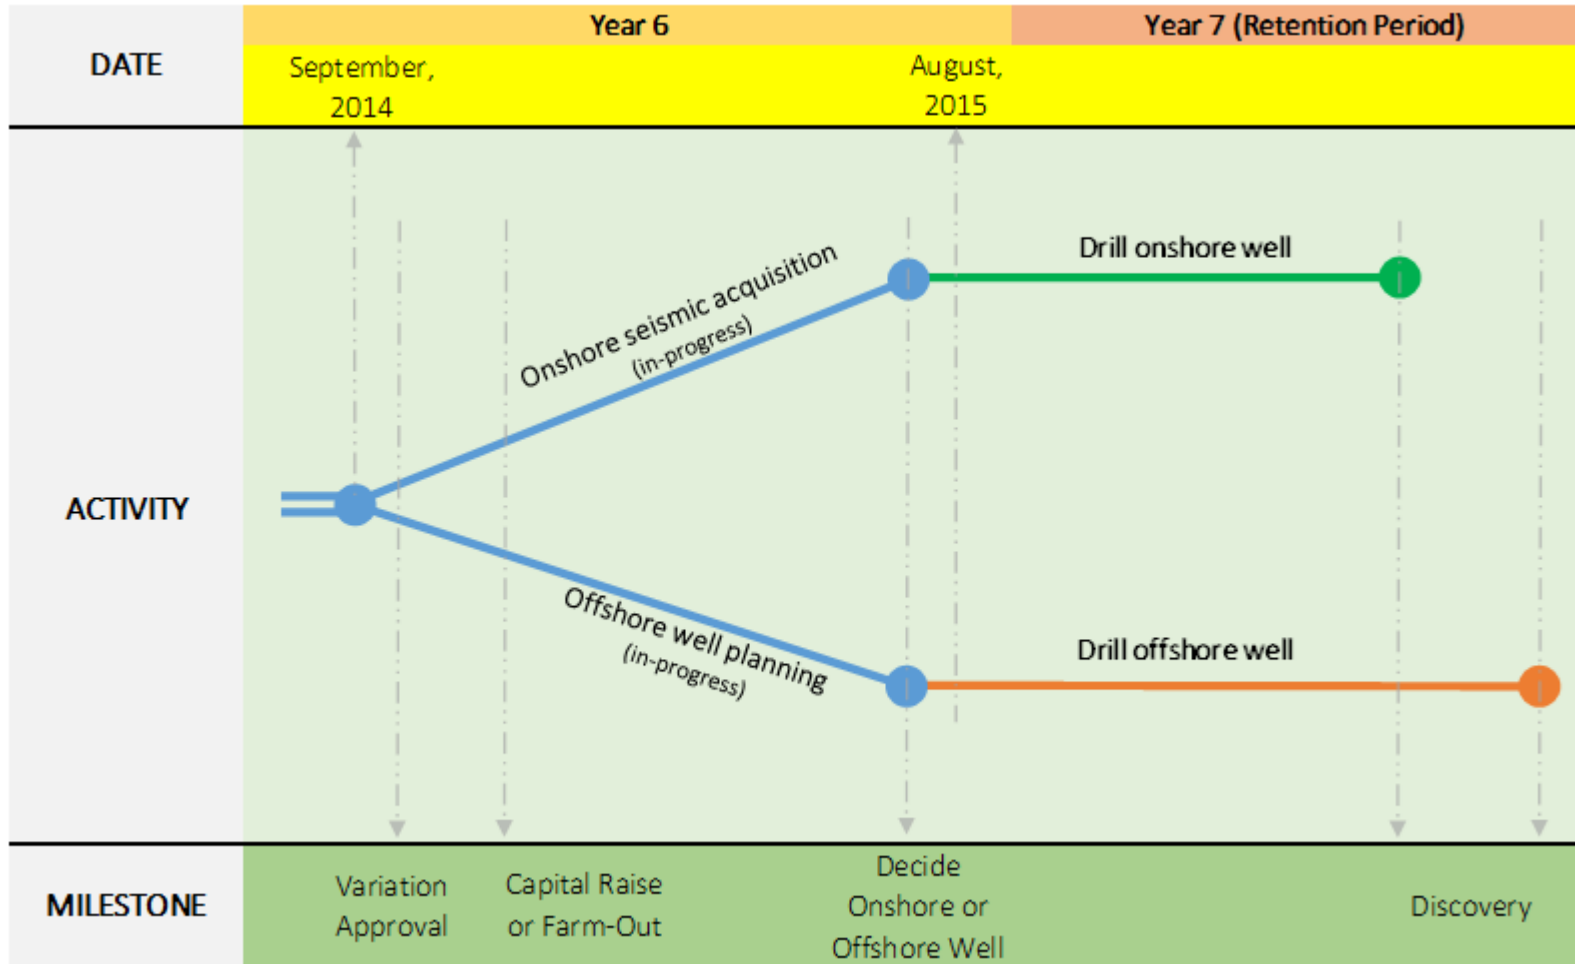 Year 6
Year 7 (Retention Period)
DATE
September,
2014
August,
2015
ACTIVITY
Onshore seismic acquisition
(in-progress)
Drill onshore well
Offshore well planning
(in-progress)
Drill offshore well
MILESTONE
Variation
Approval
Capital Raise
or Farm-Out
Decide
Onshore or
Offshore Well
Discovery